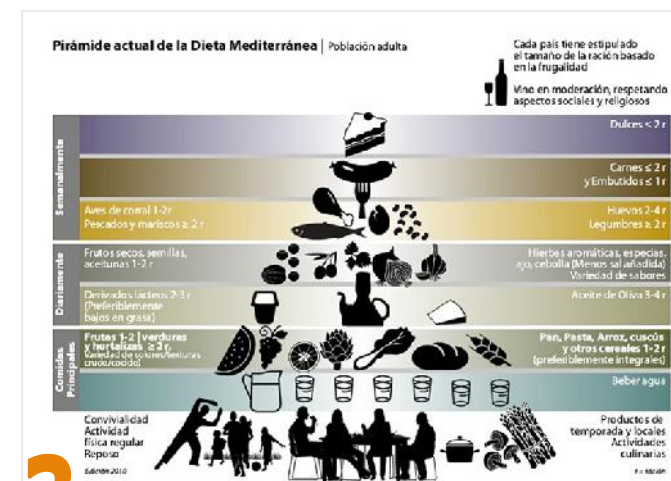 Pirámide actual de la Dieta Mediterránea | Población adulta
Cada país tiene estipulado
el tamaño de la ración basado
en la frugalidad
Vino en moderación, respetando
aspectos sociales y religiosos
Semanalmente
Dulces ≤ 2 r
Carnes ≤ 2 r
y Embutidos ≤ 1 r
Aves de corral 1-2 r
Pescados y mariscos ≥ 2 r
Huevos 2-4 r
Legumbres ≥ 2 r
Diariamente
Frutos secos, semillas,
aceitunas 1-2 r
Hierbas aromáticas, especias,
ajo, cebolla (Menos sal añadida)
Variedad de sabores
Derivados lácteos 2-3 r
(Preferiblemente
bajos en grasa)
Aceite de Oliva 3-4 r
Comidas
Principales
Frutas 1-2 | verduras
y hortalizas ≥ 2 r,
Variedad de colores/texturas
(crudo/cocido)
Pan, Pasta, Arroz, cuscús
y otros cereales 1-2 r
(preferiblemente integrales)
Beber agua
Convivialidad
Actividad
física regular
Reposo
Productos de
temporada y locales
Actividades
culinarias
Edición 2010
r = Ración